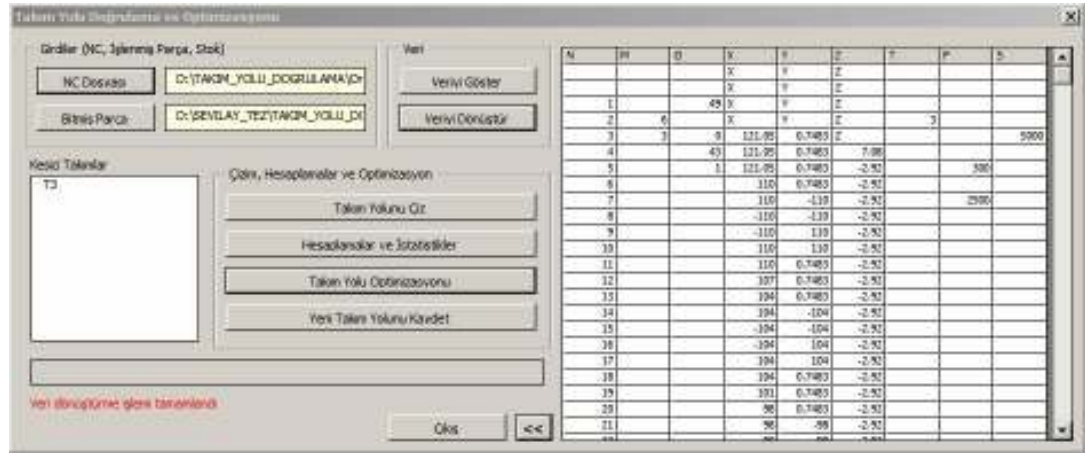 Takım Yolu Doğrulama ve Optimizasyonu
Girdiler (NC, İşlenmiş Parça, Stok)
NC Dosyası D:\TAKIM_YOLU_DOGRULAMA\
Bitmiş Parça D:\SEVILAY_TEZ\TAKIM_YOLU_DO
Veri
Veriyi Göster
Veriyi Dönüştür
Kesici Takımlar
T3
Çizim, Hesaplamalar ve Optimizasyon
Takım Yolunu Çiz
Hesaplamalar ve İstatistikler
Takım Yolu Optimizasyonu
Yeni Takım Yolunu Kaydet
Veri dönüştürme işlemi tamamlandı
Çıkış <<
N M G X Y Z T F S
X Y Z
X Y Z
1 49 X Y Z
2 6 X Y Z 3
3 3 0 121.05 0.7483 Z 5000
4 43 121.05 0.7483 7.08
5 1 121.05 0.7483 -2.92 500
6 110 0.7483 -2.92
7 110 -110 -2.92 2500
8 -110 -110 -2.92
9 -110 110 -2.92
10 110 110 -2.92
11 110 0.7483 -2.92
12 107 0.7483 -2.92
13 104 0.7483 -2.92
14 104 -104 -2.92
15 -104 -104 -2.92
16 -104 104 -2.92
17 104 104 -2.92
18 104 0.7483 -2.92
19 101 0.7483 -2.92
20 98 0.7483 -2.92
21 98 -98 -2.92